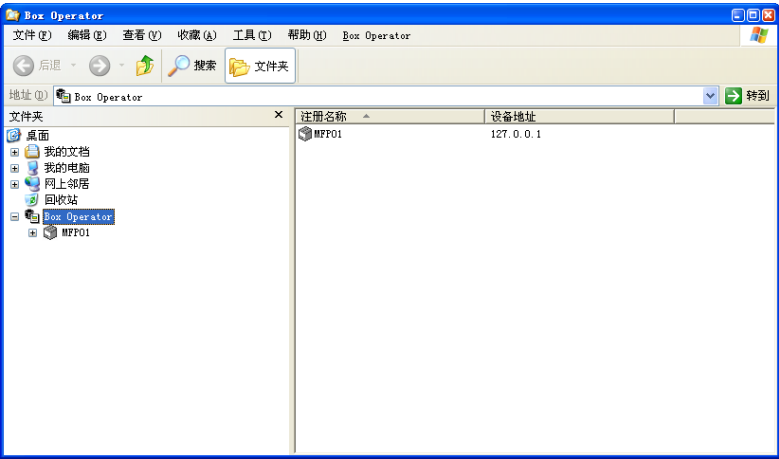 Box Operator
文件(F) 编辑(E) 查看(V) 收藏(A) 工具(T) 帮助(H) Box Operator
后退 搜索 文件夹
地址(D) Box Operator 转到
文件夹 × 注册名称 设备地址
桌面 MFP01 127.0.0.1
我的文档
我的电脑
网上邻居
回收站
Box Operator
MFP01